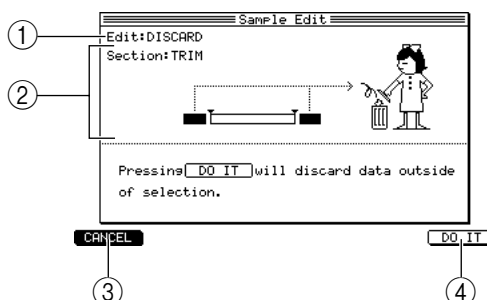 Sample Edit
① Edit:DISCARD
② Section:TRIM
Pressing DO IT will discard data outside
of selection.
CANCEL DO IT
③ ④